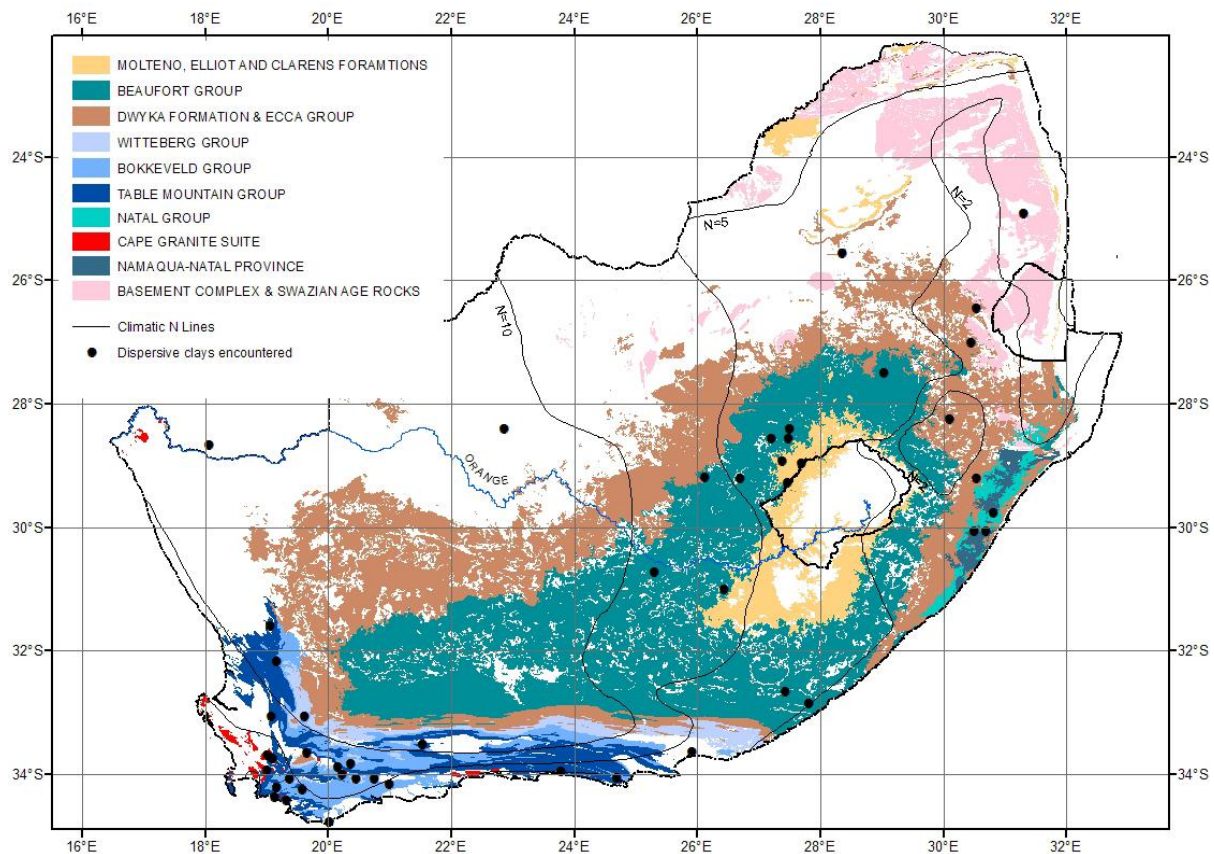 16°E 18°E 20°E 22°E 24°E 26°E 28°E 30°E 32°E
MOLTENO, ELLIOT AND CLARENS FORAMTIONS
BEAUFORT GROUP
DWYKA FORMATION & ECCA GROUP
WITTEBERG GROUP
BOKKEVELD GROUP
TABLE MOUNTAIN GROUP
NATAL GROUP
CAPE GRANITE SUITE
NAMAQUA-NATAL PROVINCE
BASEMENT COMPLEX & SWAZIAN AGE ROCKS
Climatic N Lines
Dispersive clays encountered
24°S 24°S
N=2
N=5
26°S 26°S
N=10
28°S 28°S
ORANGE
30°S 30°S
32°S 32°S
34°S 34°S
16°E 18°E 20°E 22°E 24°E 26°E 28°E 30°E 32°E